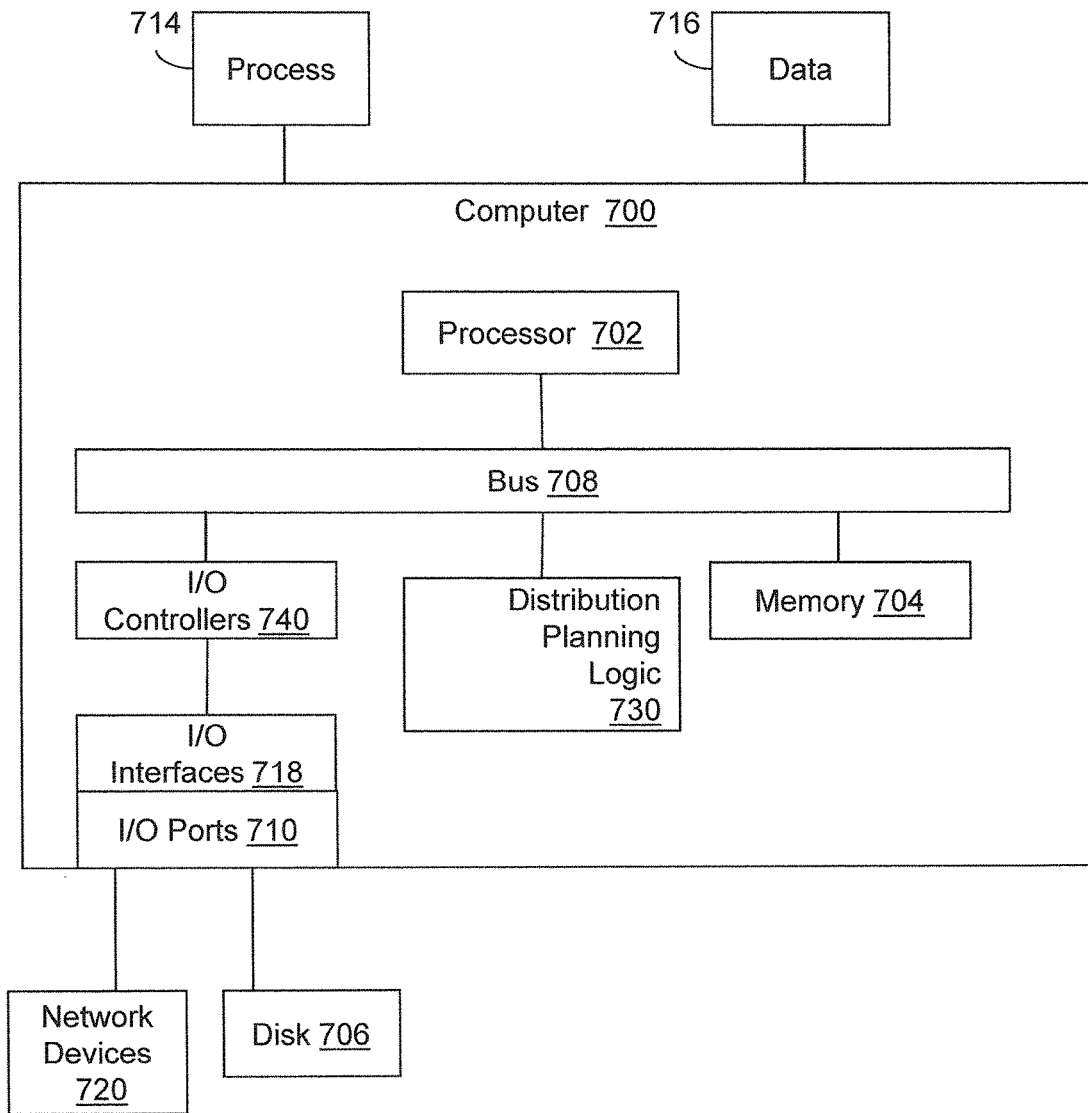 714
Process
716
Data
Computer 700
Processor 702
Bus 708
I/O
Controllers 740
Distribution
Planning
Logic
730
Memory 704
I/O
Interfaces 718
I/O Ports 710
Network
Devices
720
Disk 706